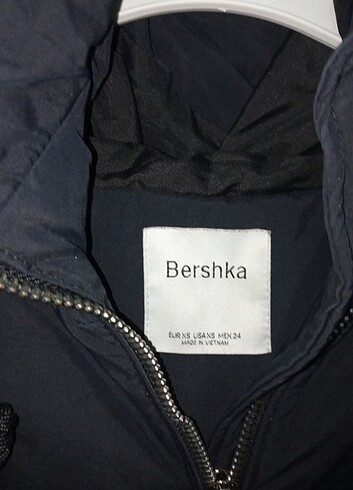 Bershka
EUR XS USA XS MEX 24
MADE IN VIETNAM